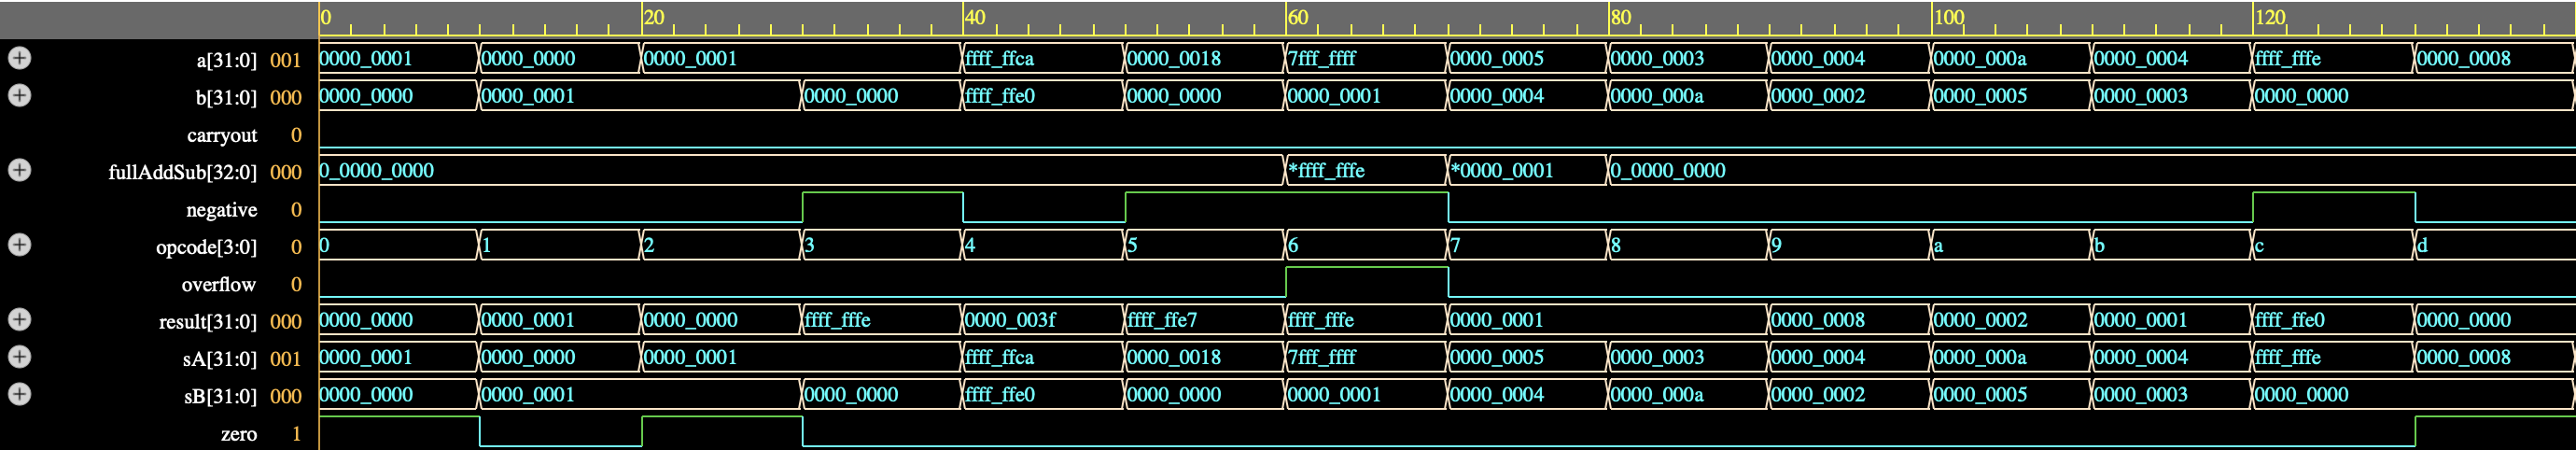 0 20 40 60 80 100 120
a[31:0] 001 0000_0001 0000_0000 0000_0001 ffff_ffca 0000_0018 7fff_ffff 0000_0005 0000_0003 0000_0004 0000_000a 0000_0004 ffff_fffe 0000_0008
b[31:0] 000 0000_0000 0000_0001 0000_0000 ffff_ffe0 0000_0000 0000_0001 0000_0004 0000_000a 0000_0002 0000_0005 0000_0003 0000_0000
carryout 0
fullAddSub[32:0] 000 0_0000_0000 *ffff_fffe *0000_0001 0_0000_0000
negative 0
opcode[3:0] 0 0 1 2 3 4 5 6 7 8 9 a b c d
overflow 0
result[31:0] 000 0000_0000 0000_0001 0000_0000 ffff_fffe 0000_003f ffff_ffe7 ffff_fffe 0000_0001 0000_0008 0000_0002 0000_0001 ffff_ffe0 0000_0000
sA[31:0] 001 0000_0001 0000_0000 0000_0001 ffff_ffca 0000_0018 7fff_ffff 0000_0005 0000_0003 0000_0004 0000_000a 0000_0004 ffff_fffe 0000_0008
sB[31:0] 000 0000_0000 0000_0001 0000_0000 ffff_ffe0 0000_0000 0000_0001 0000_0004 0000_000a 0000_0002 0000_0005 0000_0003 0000_0000
zero 1